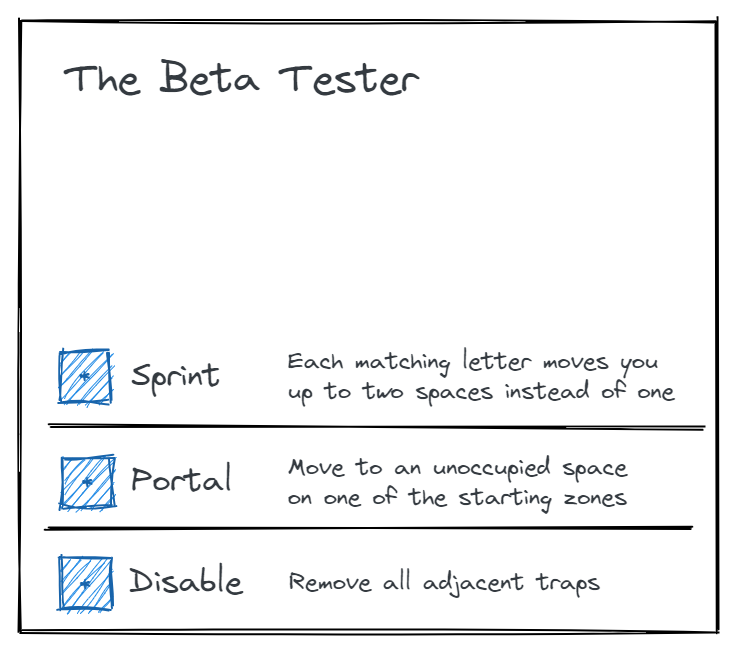 The Beta Tester
* Sprint
Each matching letter moves you
up to two spaces instead of one
* Portal
Move to an unoccupied space
on one of the starting zones
* Disable
Remove all adjacent traps